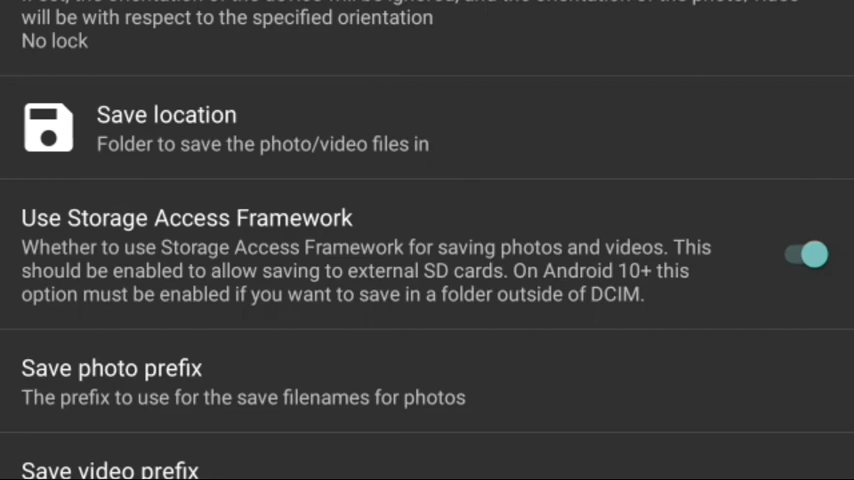 will be with respect to the specified orientation
No lock
Save location
Folder to save the photo/video files in
Use Storage Access Framework
Whether to use Storage Access Framework for saving photos and videos. This
should be enabled to allow saving to external SD cards. On Android 10+ this
option must be enabled if you want to save in a folder outside of DCIM.
Save photo prefix
The prefix to use for the save filenames for photos
Save video prefix